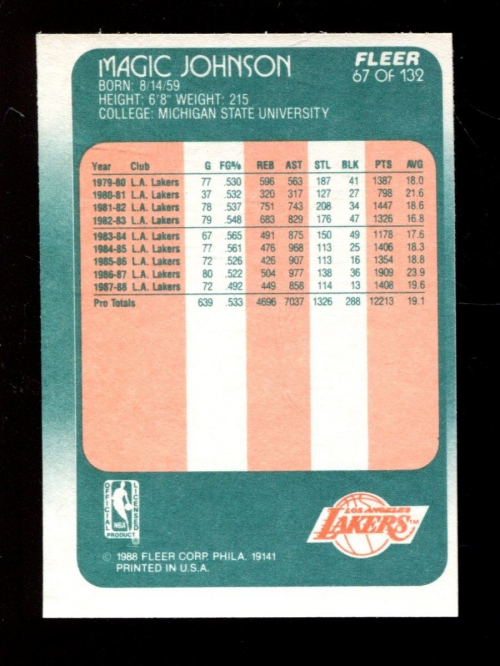 MAGIC JOHNSON
FLEER
BORN: 8/14/59
67 OF 132
HEIGHT: 6'8" WEIGHT: 215
COLLEGE: MICHIGAN STATE UNIVERSITY
Year Club G FG% REB AST STL BLK PTS AVG
1979-80 L.A. Lakers 77 .530 596 563 187 41 1387 18.0
1980-81 L.A. Lakers 37 .532 320 317 127 27 798 21.6
1981-82 L.A. Lakers 78 .537 751 743 208 34 1447 18.6
1982-83 L.A. Lakers 79 .548 683 829 176 47 1326 16.8
1983-84 L.A. Lakers 67 .565 491 875 150 49 1178 17.6
1984-85 L.A. Lakers 77 .561 476 968 113 25 1406 18.3
1985-86 L.A. Lakers 72 .526 426 907 113 16 1354 18.8
1986-87 L.A. Lakers 80 .522 504 977 138 36 1909 23.9
1987-88 L.A. Lakers 72 .492 449 858 114 13 1408 19.6
Pro Totals 639 .533 4696 7037 1326 288 12213 19.1
OFFICIAL
LICENSED
NBA
PRODUCT
LOS ANGELES
LAKERS™
© 1988 FLEER CORP. PHILA. 19141
PRINTED IN U.S.A.